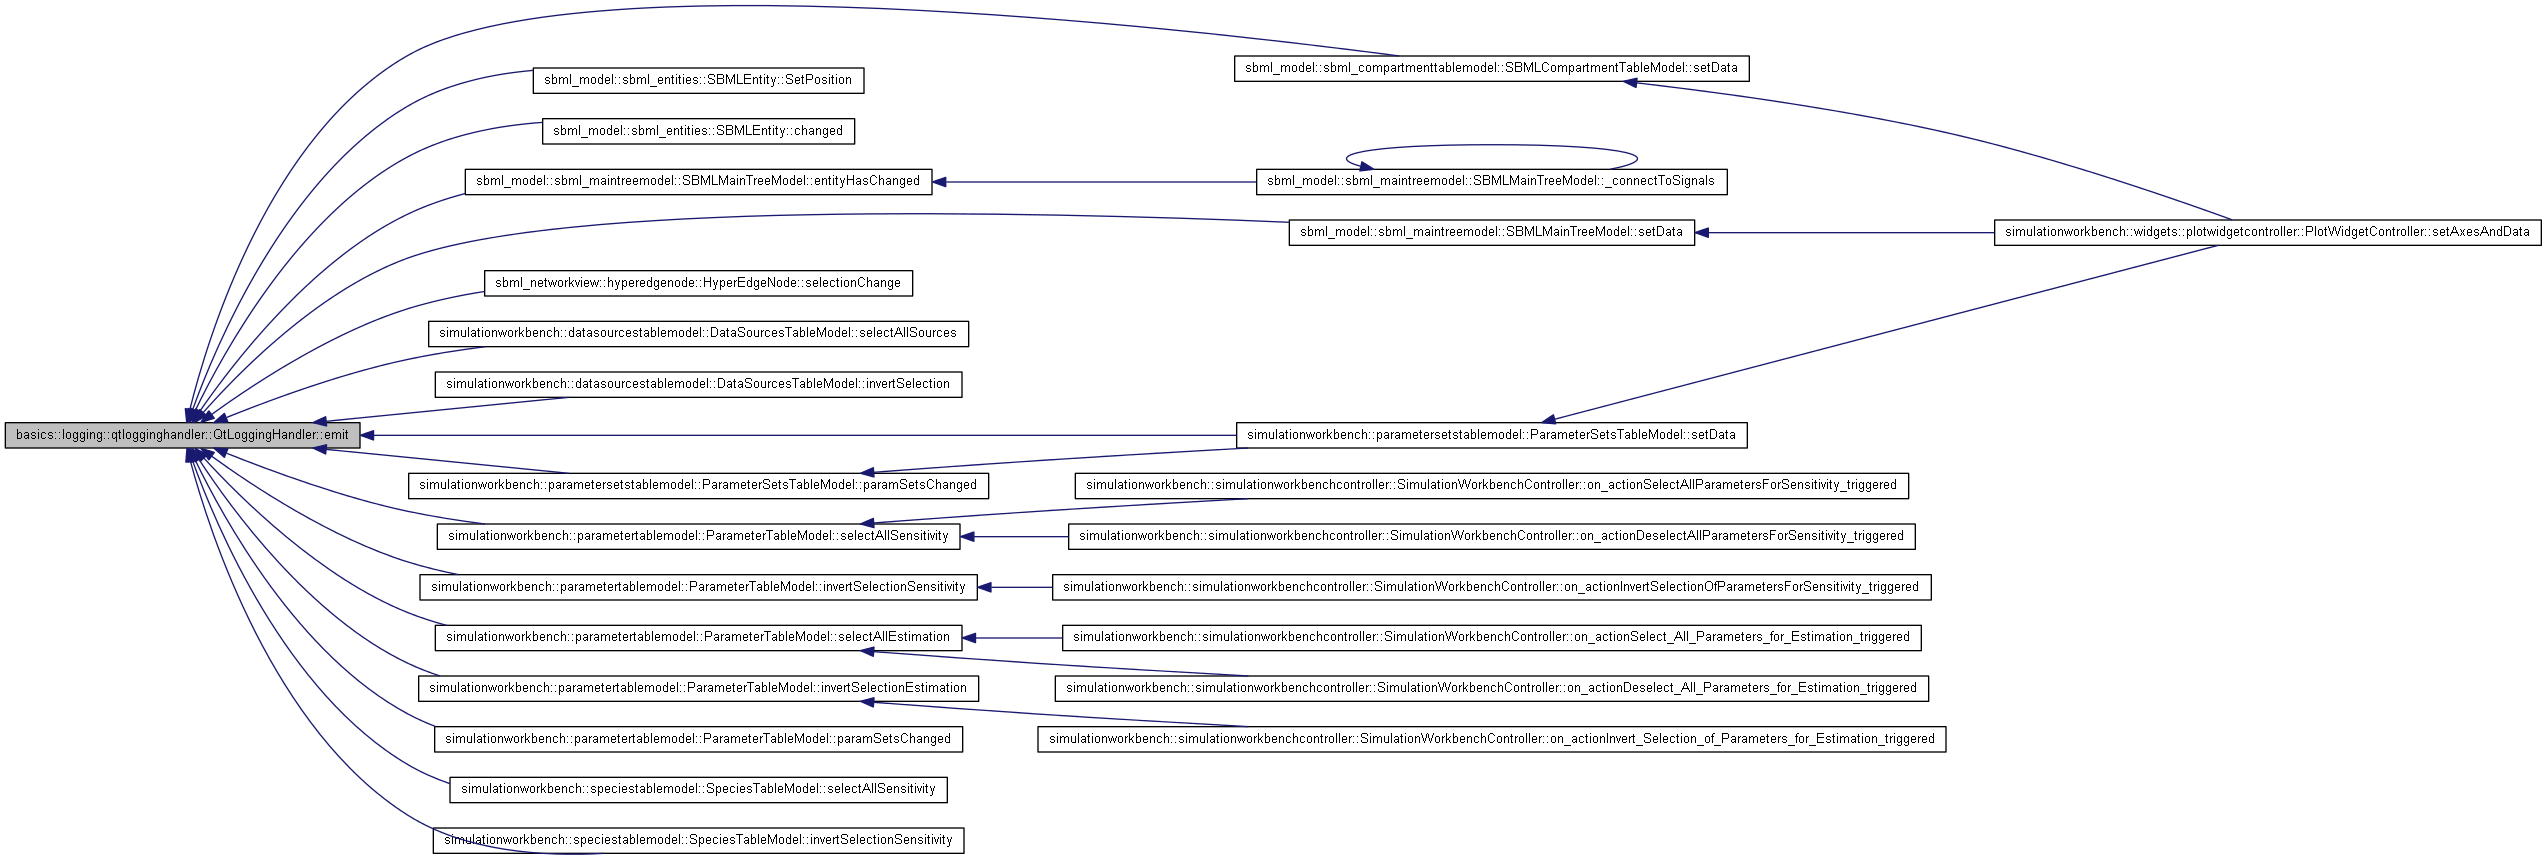 sbml_model::sbml_compartmenttablemodel::SBMLCompartmentTableModel::setData
sbml_model::sbml_entities::SBMLEntity::SetPosition
sbml_model::sbml_entities::SBMLEntity::changed
sbml_model::sbml_maintreemodel::SBMLMainTreeModel::entityHasChanged
sbml_model::sbml_maintreemodel::SBMLMainTreeModel::_connectToSignals
sbml_model::sbml_maintreemodel::SBMLMainTreeModel::setData
simulationworkbench::widgets::plotwidgetcontroller::PlotWidgetController::setAxesAndData
sbml_networkview::hyperedgenode::HyperEdgeNode::selectionChange
simulationworkbench::datasourcestablemodel::DataSourcesTableModel::selectAllSources
simulationworkbench::datasourcestablemodel::DataSourcesTableModel::invertSelection
basics::logging::qtlogginghandler::QtLoggingHandler::emit
simulationworkbench::parametersetstablemodel::ParameterSetsTableModel::setData
simulationworkbench::parametersetstablemodel::ParameterSetsTableModel::paramSetsChanged
simulationworkbench::simulationworkbenchcontroller::SimulationWorkbenchController::on_actionSelectAllParametersForSensitivity_triggered
simulationworkbench::parametertablemodel::ParameterTableModel::selectAllSensitivity
simulationworkbench::simulationworkbenchcontroller::SimulationWorkbenchController::on_actionDeselectAllParametersForSensitivity_triggered
simulationworkbench::parametertablemodel::ParameterTableModel::invertSelectionSensitivity
simulationworkbench::simulationworkbenchcontroller::SimulationWorkbenchController::on_actionInvertSelectionOfParametersForSensitivity_triggered
simulationworkbench::parametertablemodel::ParameterTableModel::selectAllEstimation
simulationworkbench::simulationworkbenchcontroller::SimulationWorkbenchController::on_actionSelect_All_Parameters_for_Estimation_triggered
simulationworkbench::parametertablemodel::ParameterTableModel::invertSelectionEstimation
simulationworkbench::simulationworkbenchcontroller::SimulationWorkbenchController::on_actionDeselect_All_Parameters_for_Estimation_triggered
simulationworkbench::parametertablemodel::ParameterTableModel::paramSetsChanged
simulationworkbench::simulationworkbenchcontroller::SimulationWorkbenchController::on_actionInvert_Selection_of_Parameters_for_Estimation_triggered
simulationworkbench::speciestablemodel::SpeciesTableModel::selectAllSensitivity
simulationworkbench::speciestablemodel::SpeciesTableModel::invertSelectionSensitivity